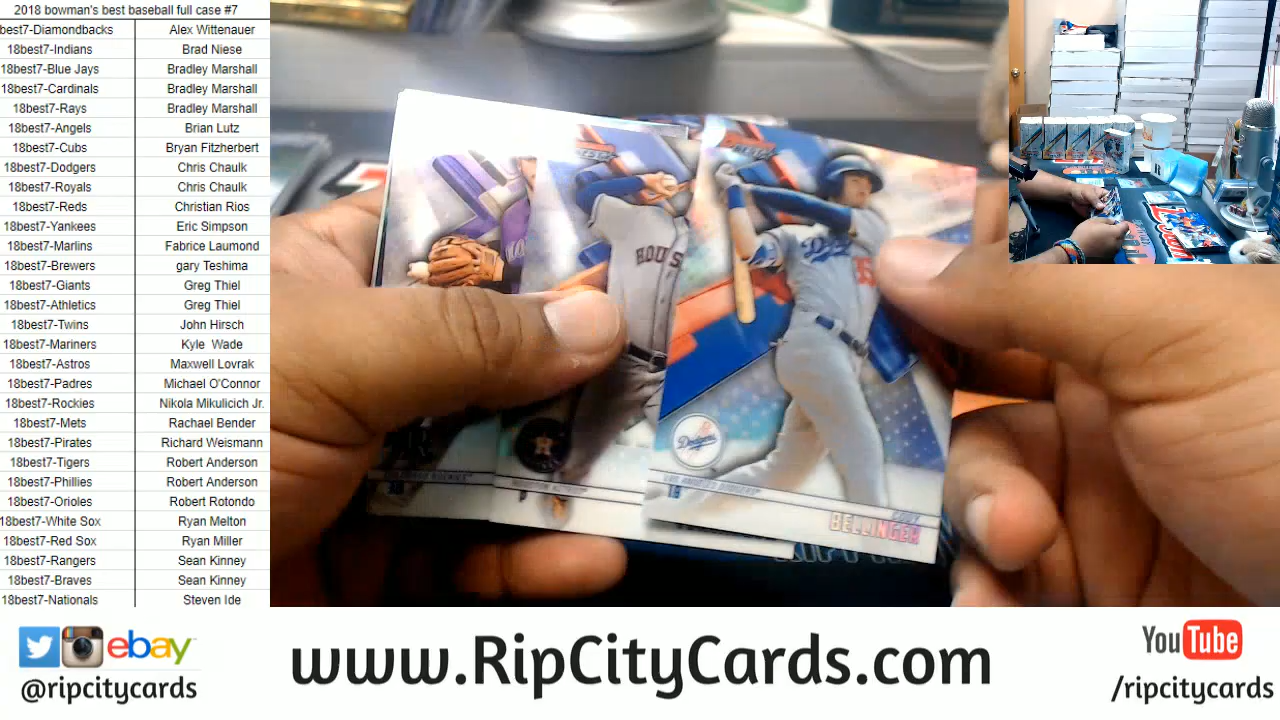 2018 bowman's best baseball full case #7
best7-Diamondbacks Alex Wittenauer
18best7-Indians Brad Niese
18best7-Blue Jays Bradley Marshall
18best7-Cardinals Bradley Marshall
18best7-Rays Bradley Marshall
18best7-Angels Brian Lutz
18best7-Cubs Bryan Fitzherbert
18best7-Dodgers Chris Chaulk
18best7-Royals Chris Chaulk
18best7-Reds Christian Rios
18best7-Yankees Eric Simpson
18best7-Marlins Fabrice Laumond
18best7-Brewers gary Teshima
18best7-Giants Greg Thiel
18best7-Athletics Greg Thiel
18best7-Twins John Hirsch
18best7-Mariners Kyle Wade
18best7-Astros Maxwell Lovrak
18best7-Padres Michael O'Connor
18best7-Rockies Nikola Mikulicich Jr.
18best7-Mets Rachael Bender
18best7-Pirates Richard Weismann
18best7-Tigers Robert Anderson
18best7-Phillies Robert Anderson
18best7-Orioles Robert Rotondo
18best7-White Sox Ryan Melton
18best7-Red Sox Ryan Miller
18best7-Rangers Sean Kinney
18best7-Braves Sean Kinney
18best7-Nationals Steven Ide
HOUS
Dodgers
35
Dodgers
LOS ANGELES DODGERS
BELLINGER
ebay
@ripcitycards
www.RipCityCards.com
YouTube
/ripcitycards